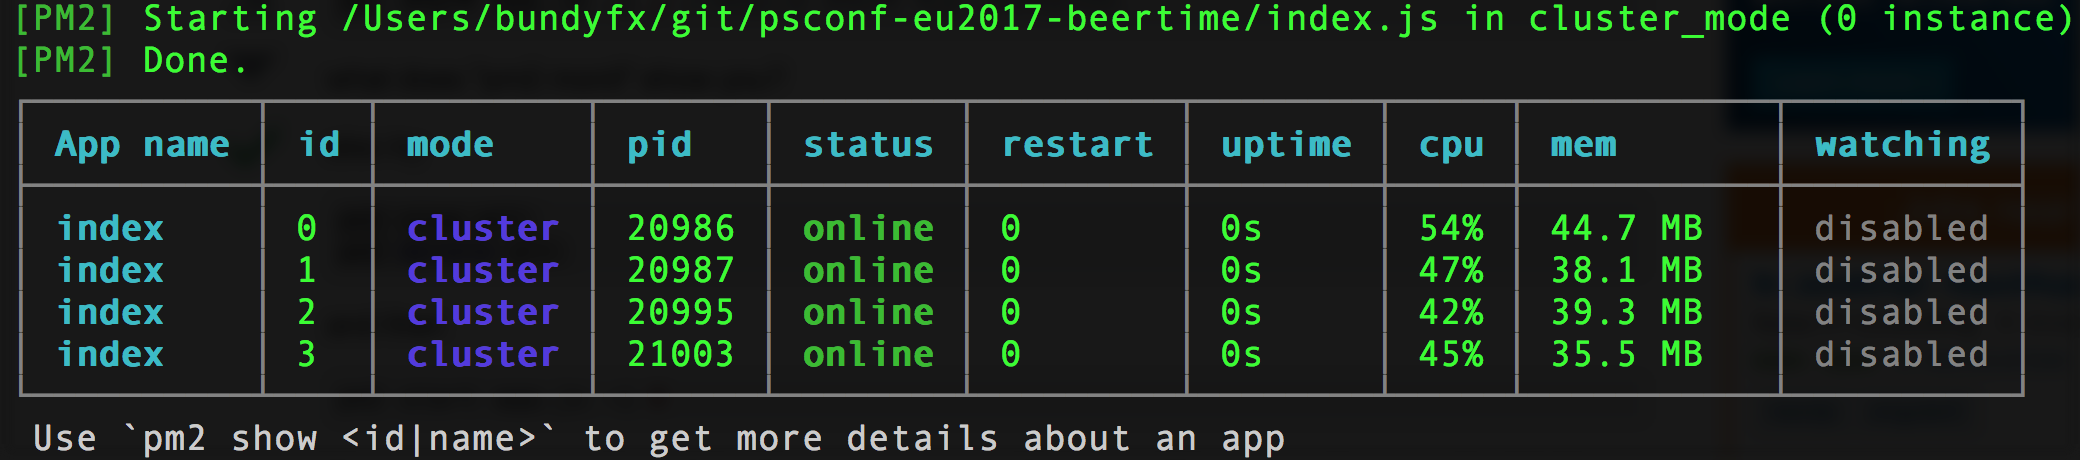 [PM2] Starting /Users/bundyfx/git/psconf-eu2017-beertime/index.js in cluster_mode (0 instance)
[PM2] Done.
App name id mode pid status restart uptime cpu mem watching
index 0 cluster 20986 online 0 0s 54% 44.7 MB disabled
index 1 cluster 20987 online 0 0s 47% 38.1 MB disabled
index 2 cluster 20995 online 0 0s 42% 39.3 MB disabled
index 3 cluster 21003 online 0 0s 45% 35.5 MB disabled
Use `pm2 show <id|name>` to get more details about an app